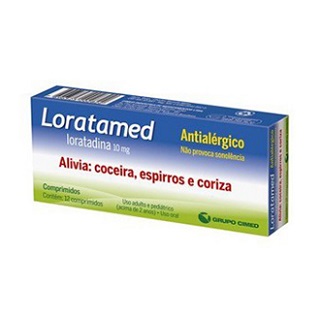 Loratamed
loratadina 10 mg
Antialérgico
Não provoca sonolência
Alivia: coceira, espirros e coriza
Comprimidos
Contém: 12 comprimidos
Uso adulto e pediátrico
(acima de 2 anos) • Uso oral
GRUPO CIMED